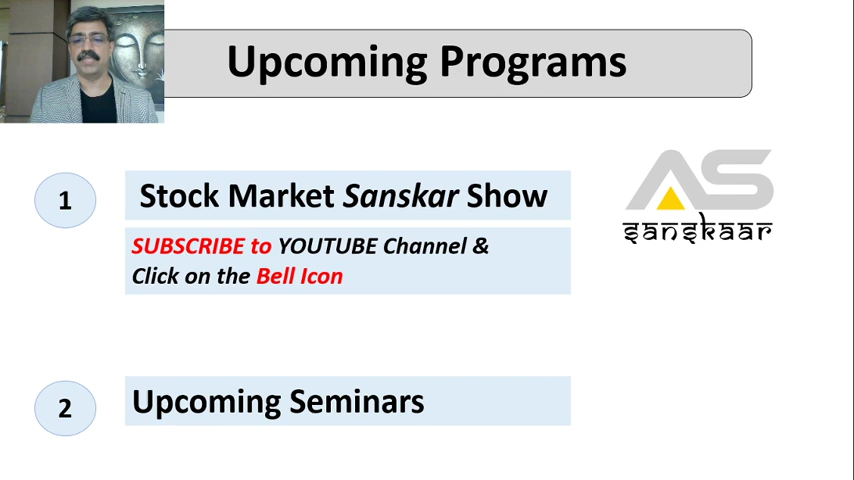 Upcoming Programs
1
Stock Market Sanskar Show
SUBSCRIBE to YOUTUBE Channel &
Click on the Bell Icon
AS
sanskaar
2
Upcoming Seminars